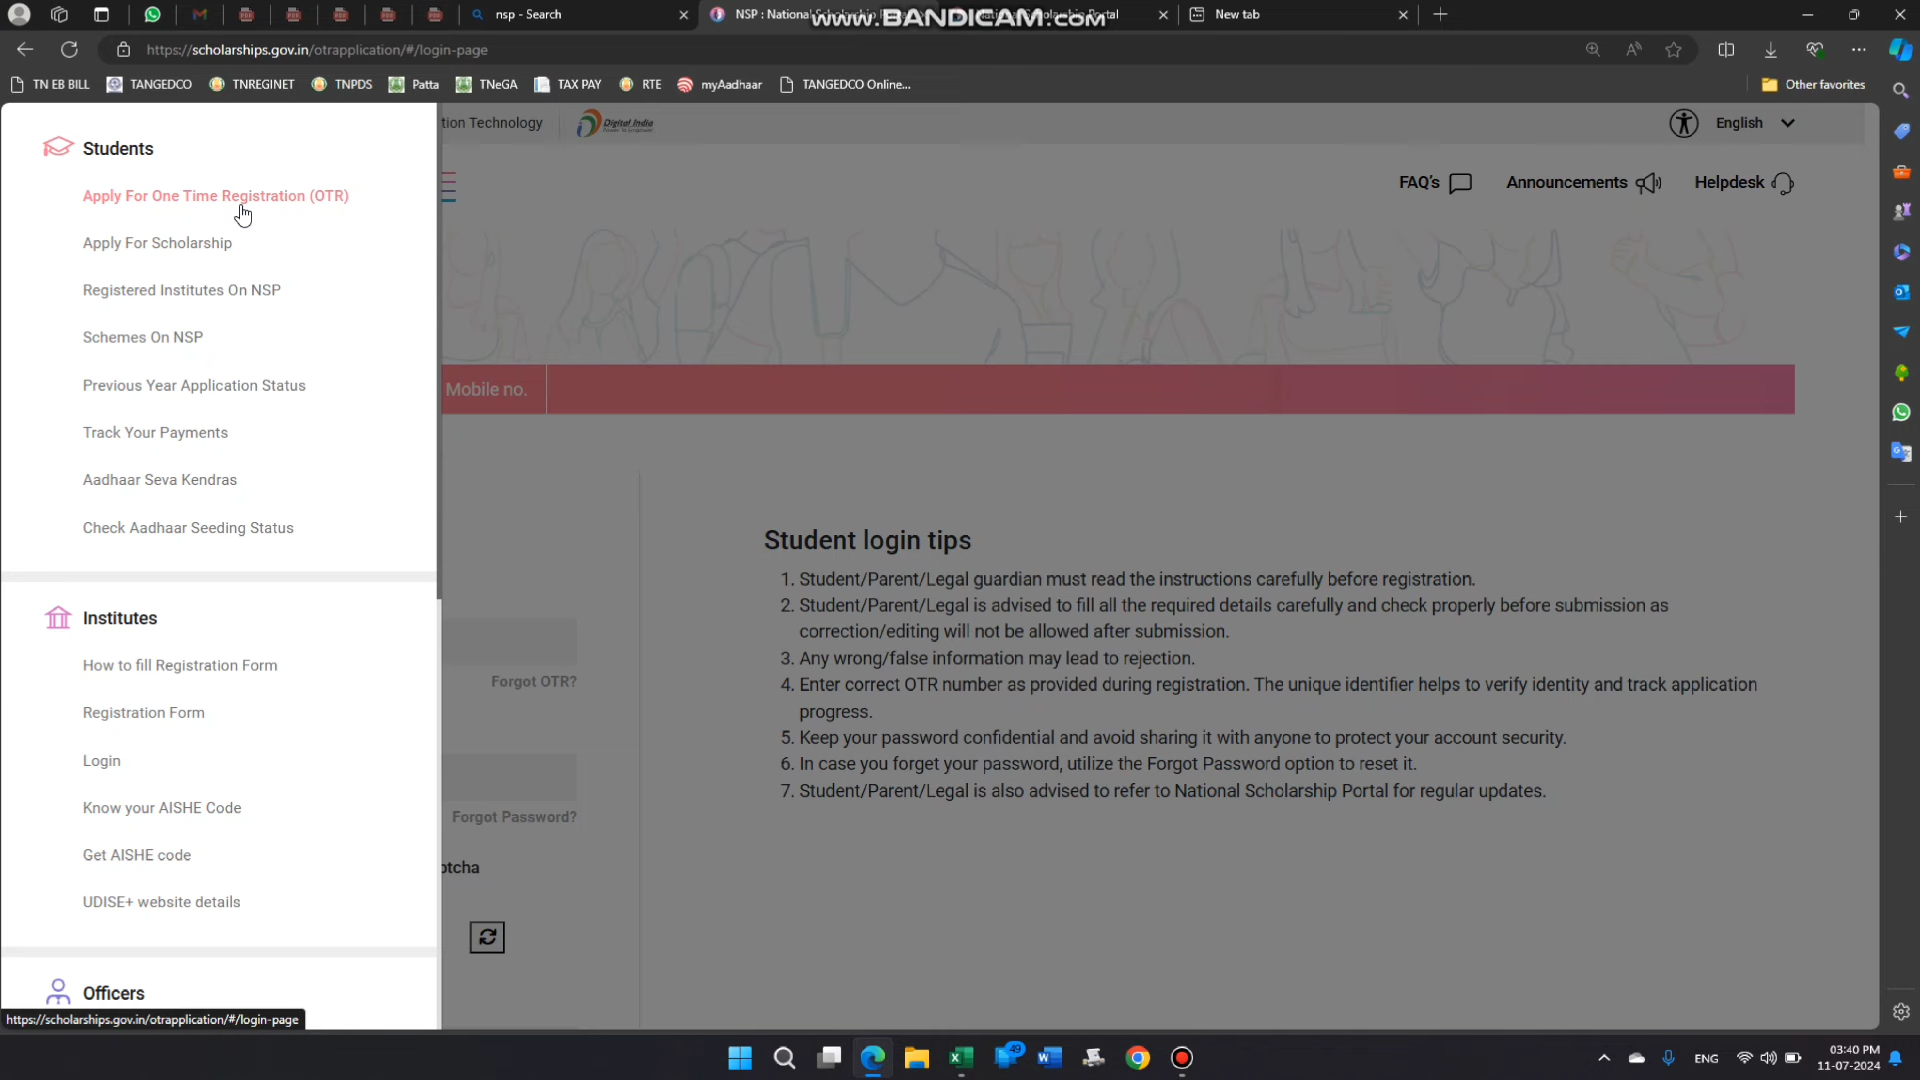 nsp - Search
NSP : National Scholarship
National Scholarship Portal
www.BANDICAM.com
New tab
https://scholarships.gov.in/otrapplication/#/login-page
TN EB BILL
TANGEDCO
TNREGINET
TNPDS
Patta
TNeGA
TAX PAY
RTE
myAadhaar
TANGEDCO Online...
Other favorites
tion Technology
Digital India
English
Students
Apply For One Time Registration (OTR)
Apply For Scholarship
Registered Institutes On NSP
Schemes On NSP
Previous Year Application Status
Track Your Payments
Aadhaar Seva Kendras
Check Aadhaar Seeding Status
Institutes
How to fill Registration Form
Registration Form
Login
Know your AISHE Code
Get AISHE code
UDISE+ website details
Officers
https://scholarships.gov.in/otrapplication/#/login-page
FAQ's
Announcements
Helpdesk
Mobile no.
Forgot OTR?
Forgot Password?
ptcha
Student login tips
1. Student/Parent/Legal guardian must read the instructions carefully before registration.
2. Student/Parent/Legal is advised to fill all the required details carefully and check properly before submission as
correction/editing will not be allowed after submission.
3. Any wrong/false information may lead to rejection.
4. Enter correct OTR number as provided during registration. The unique identifier helps to verify identity and track application
progress.
5. Keep your password confidential and avoid sharing it with anyone to protect your account security.
6. In case you forget your password, utilize the Forgot Password option to reset it.
7. Student/Parent/Legal is also advised to refer to National Scholarship Portal for regular updates.
49
ENG
03:40 PM
11-07-2024